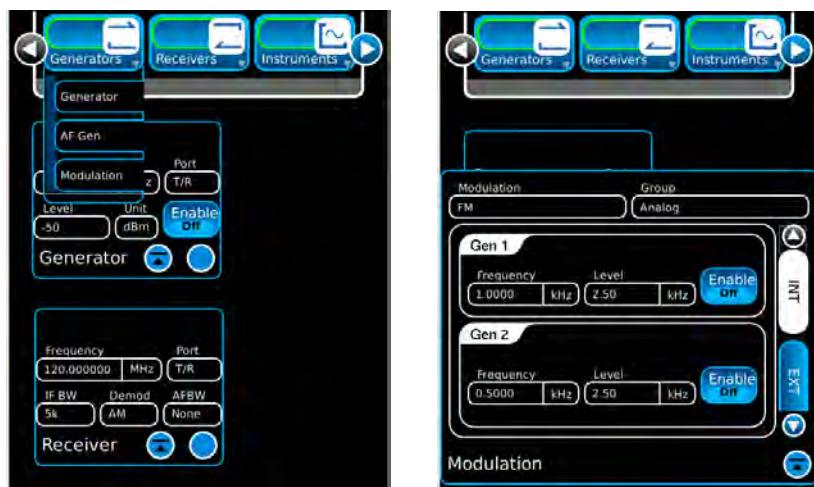 Generators Receivers Instruments
Generator
AF Gen
Modulation
z
Port
T/R
Level Unit Enable
-50 dBm Off
Generator
Frequency Port
120.000000 MHz T/R
IF BW Demod AFBW
5k AM None
Receiver
Generators Receivers Instruments
Modulation Group
FM Analog
Gen 1
Frequency Level Enable
1.0000 kHz 2.50 kHz Off
INT
Gen 2
Frequency Level Enable
0.5000 kHz 2.50 kHz Off
EXT
Modulation